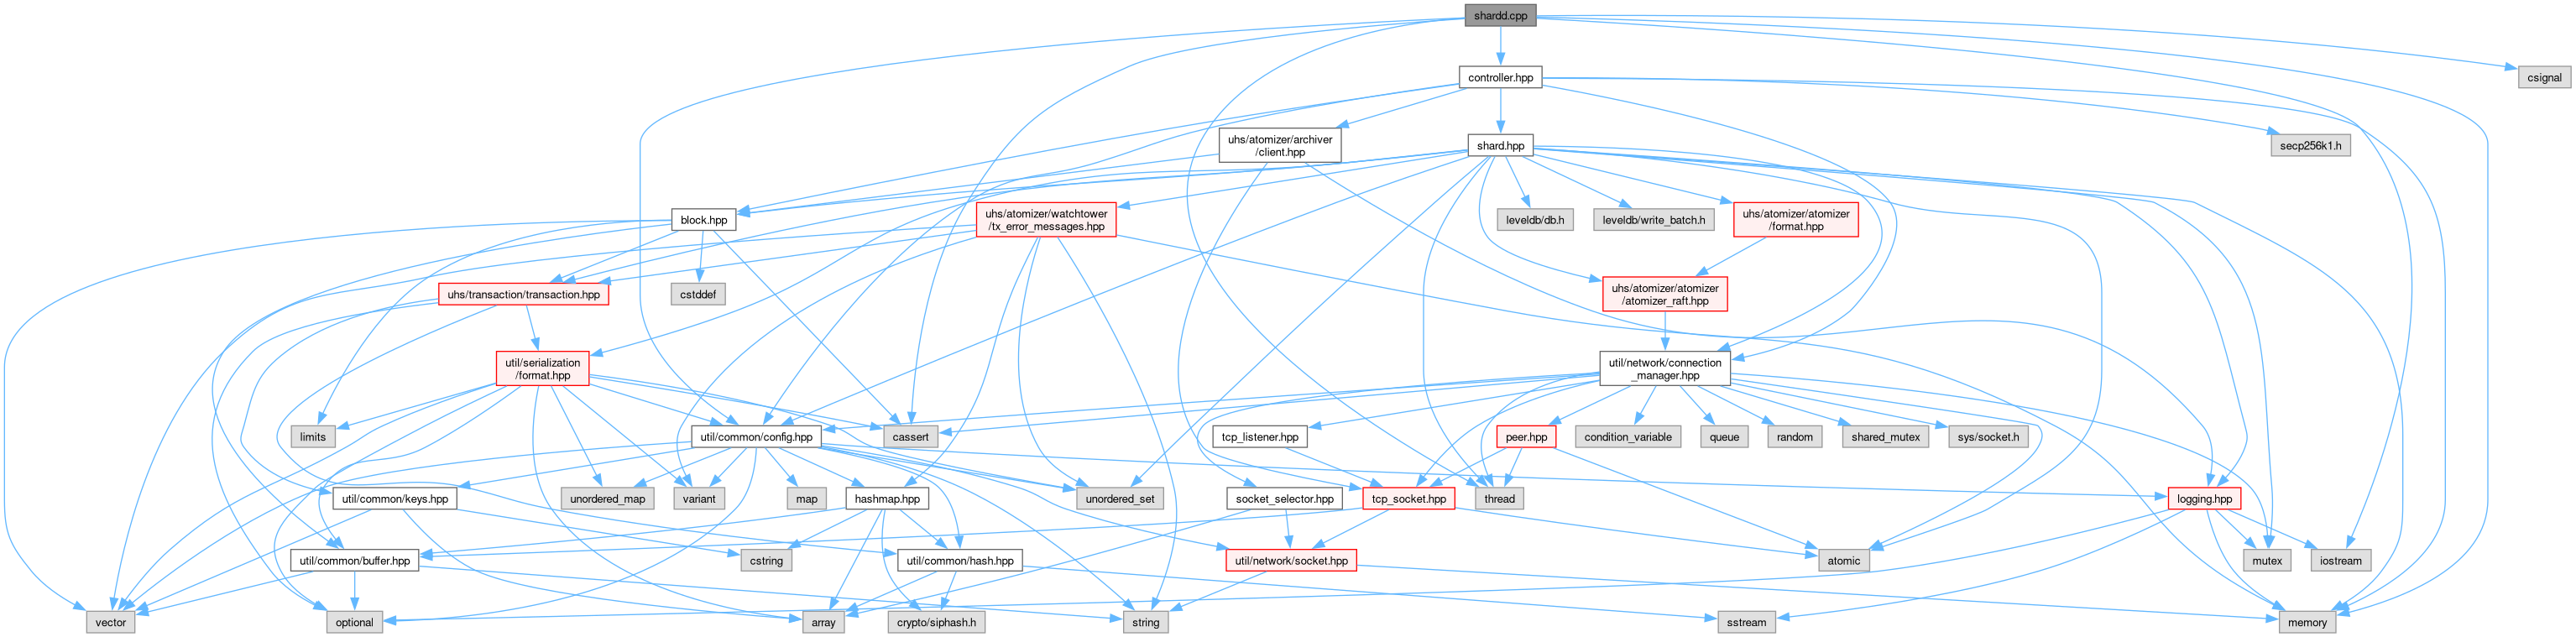 shardd.cpp
controller.hpp
csignal
uhs/atomizer/archiver
/client.hpp
shard.hpp
secp256k1.h
block.hpp
uhs/atomizer/watchtower
/tx_error_messages.hpp
leveldb/db.h
leveldb/write_batch.h
uhs/atomizer/atomizer
/format.hpp
uhs/transaction/transaction.hpp
cstddef
uhs/atomizer/atomizer
/atomizer_raft.hpp
util/serialization
/format.hpp
util/network/connection
_manager.hpp
limits
util/common/config.hpp
cassert
tcp_listener.hpp
peer.hpp
condition_variable
queue
random
shared_mutex
sys/socket.h
util/common/keys.hpp
unordered_map
variant
map
hashmap.hpp
unordered_set
socket_selector.hpp
tcp_socket.hpp
thread
logging.hpp
util/common/buffer.hpp
cstring
util/common/hash.hpp
util/network/socket.hpp
atomic
mutex
iostream
vector
optional
array
crypto/siphash.h
string
sstream
memory